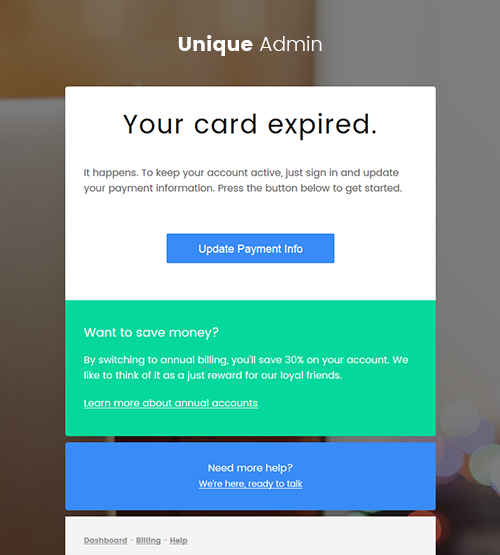 Unique Admin
Your card expired.
It happens. To keep your account active, just sign in and update
your payment information. Press the button below to get started.
Update Payment Info
Want to save money?
By switching to annual billing, you'll save 30% on your account. We
like to think of it as a just reward for our loyal friends.
Learn more about annual accounts
Need more help?
We're here, ready to talk
Dashboard - Billing - Help